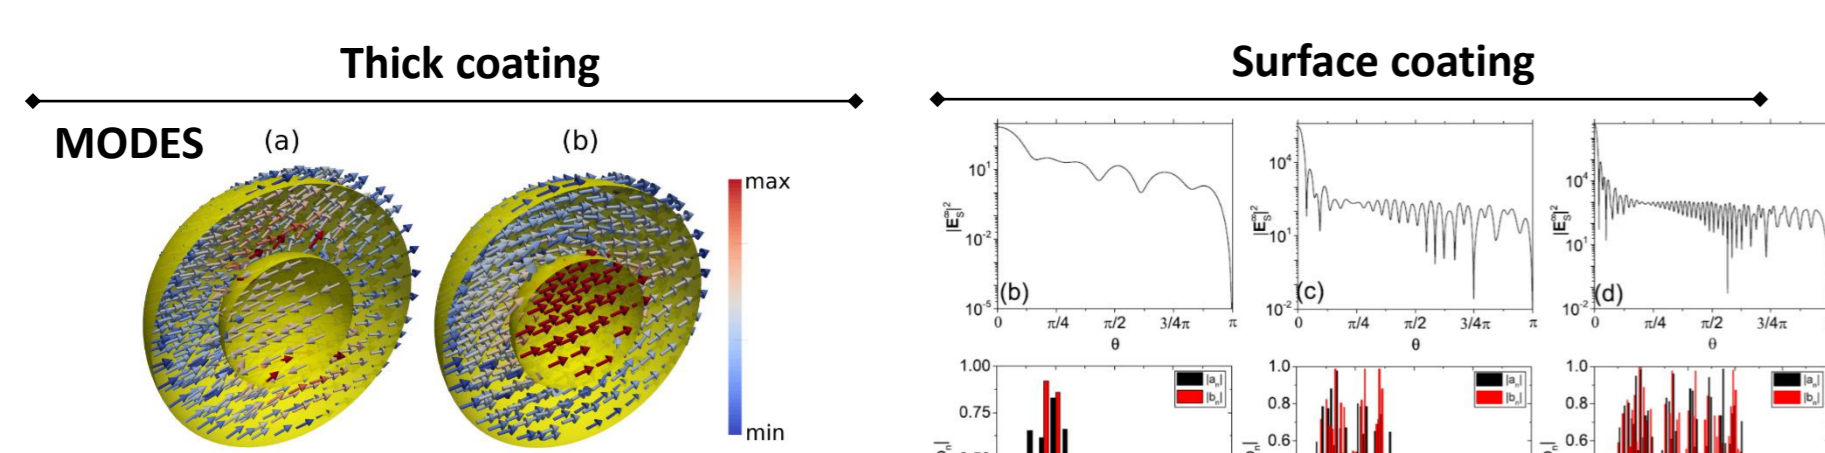 Thick coating
Surface coating
MODES
(a)
(b)
max
min
10¹
10⁻²
10⁻⁵
|E∞S|²
(b)
0
π/4
π/2
3/4π
π
θ
10⁴
10¹
10⁻²
|E∞S|²
(c)
0
π/4
π/2
3/4π
π
θ
10⁴
10¹
10⁻²
|E∞S|²
(d)
0
π/4
π/2
3/4π
θ
1.00
0.75
|aₙ|
|bₙ|
1.0
0.8
0.6
|aₙ|
|bₙ|
1.0
0.8
0.6
|aₙ|
|bₙ|